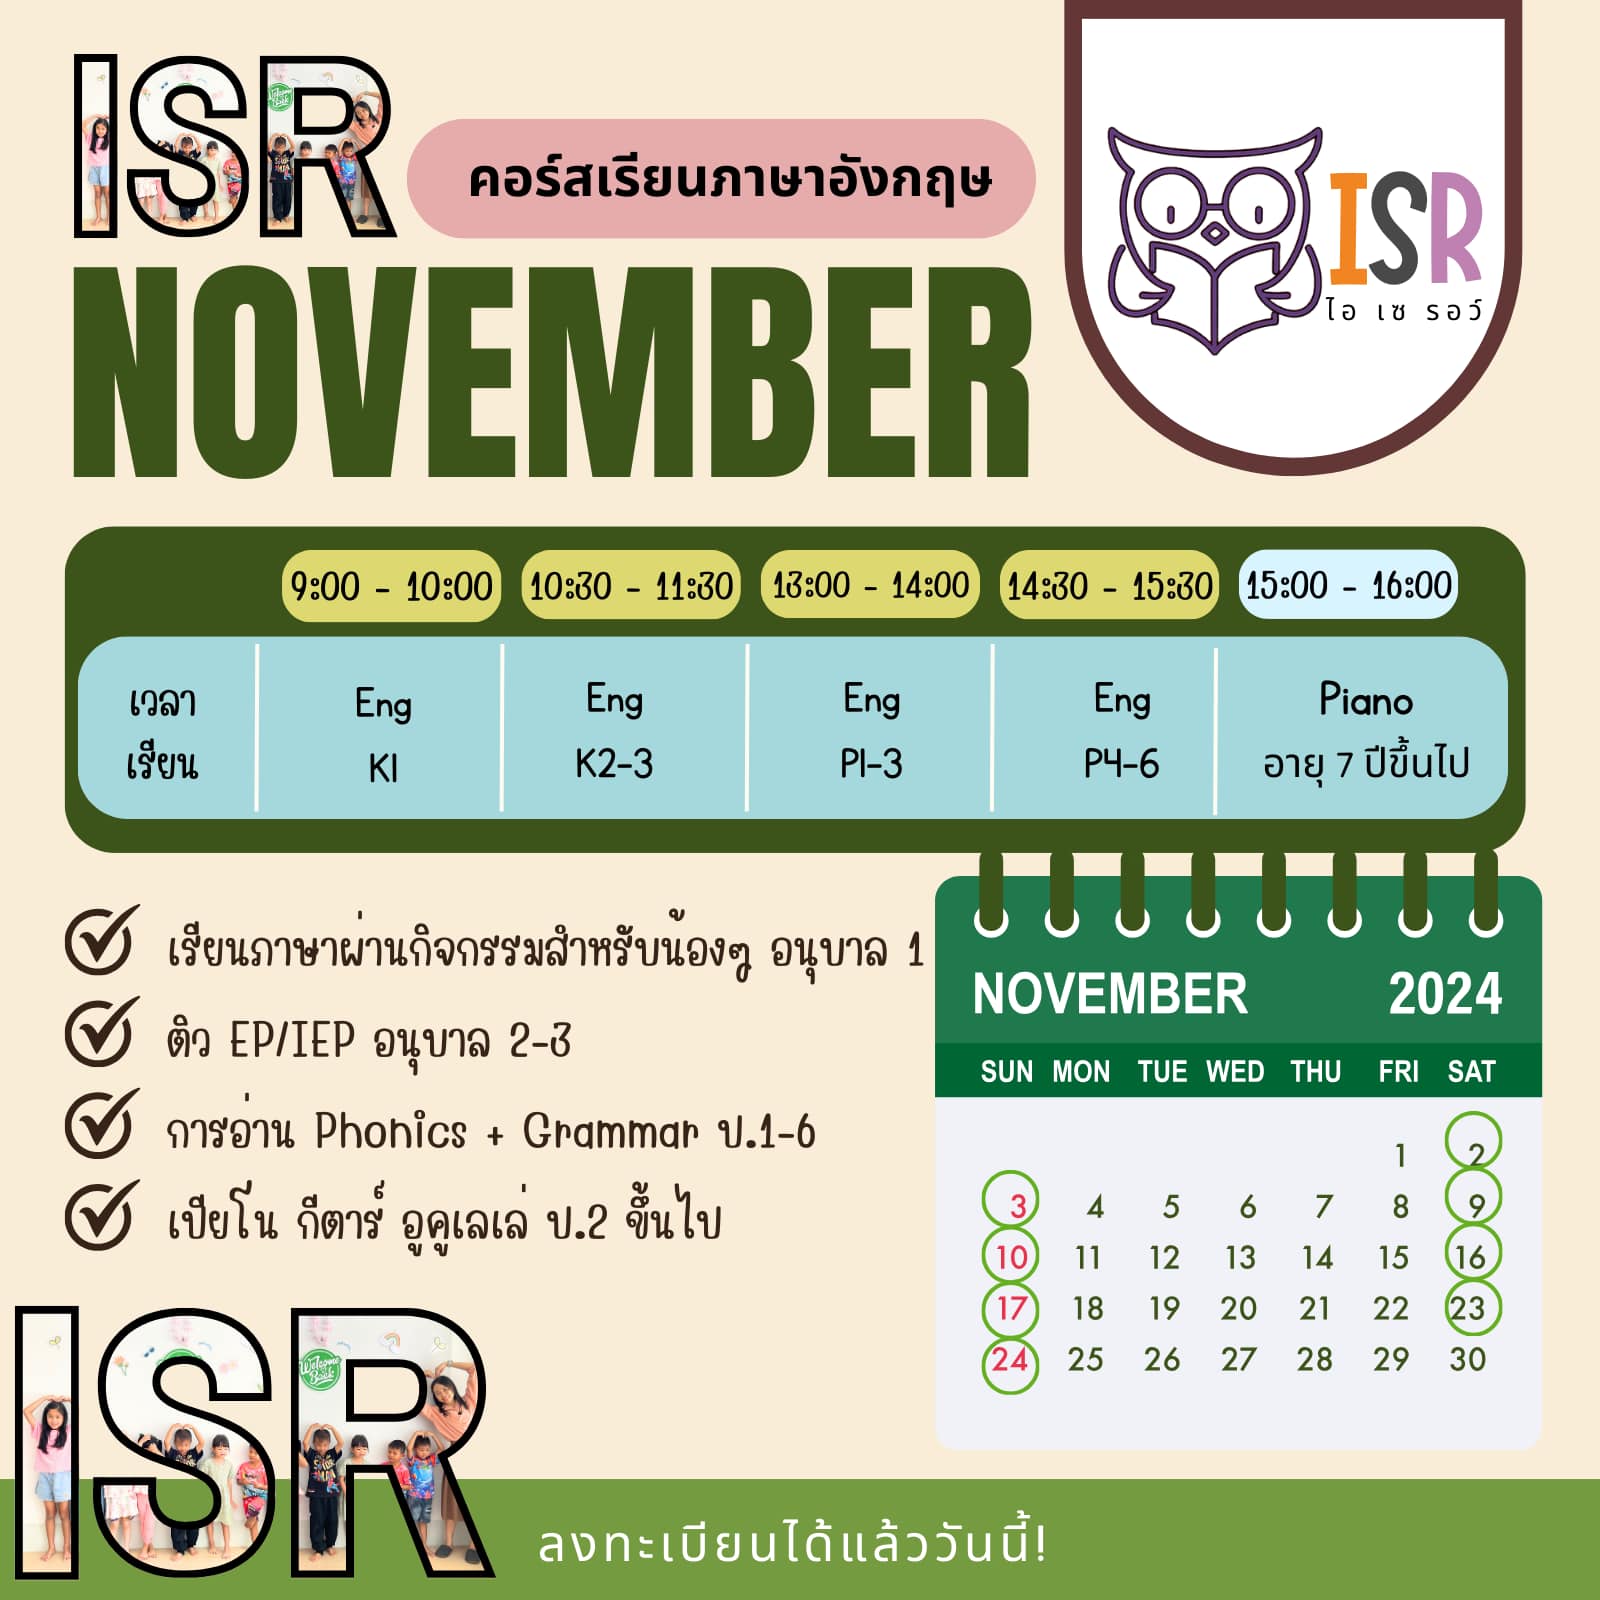 ISR
คอร์สเรียนภาษาอังกฤษ
NOVEMBER
ISR
ไอ เซ รอว์
9:00 - 10:00 10:30 - 11:30 13:00 - 14:00 14:30 - 15:30 15:00 - 16:00
เวลา Eng Eng Eng Eng Piano
เรียน K1 K2-3 P1-3 P4-6 อายุ 7 ปีขึ้นไป
เรียนภาษาผ่านกิจกรรมสำหรับน้องๆ อนุบาล 1
ติว EP/IEP อนุบาล 2-3
การอ่าน Phonics + Grammar ป.1-6
เปียโน กีตาร์ อูคูเลเล่ ป.2 ขึ้นไป
NOVEMBER 2024
SUN MON TUE WED THU FRI SAT
1 2
3 4 5 6 7 8 9
10 11 12 13 14 15 16
17 18 19 20 21 22 23
24 25 26 27 28 29 30
ISR
Welcome
Back
ลงทะเบียนได้แล้ววันนี้!